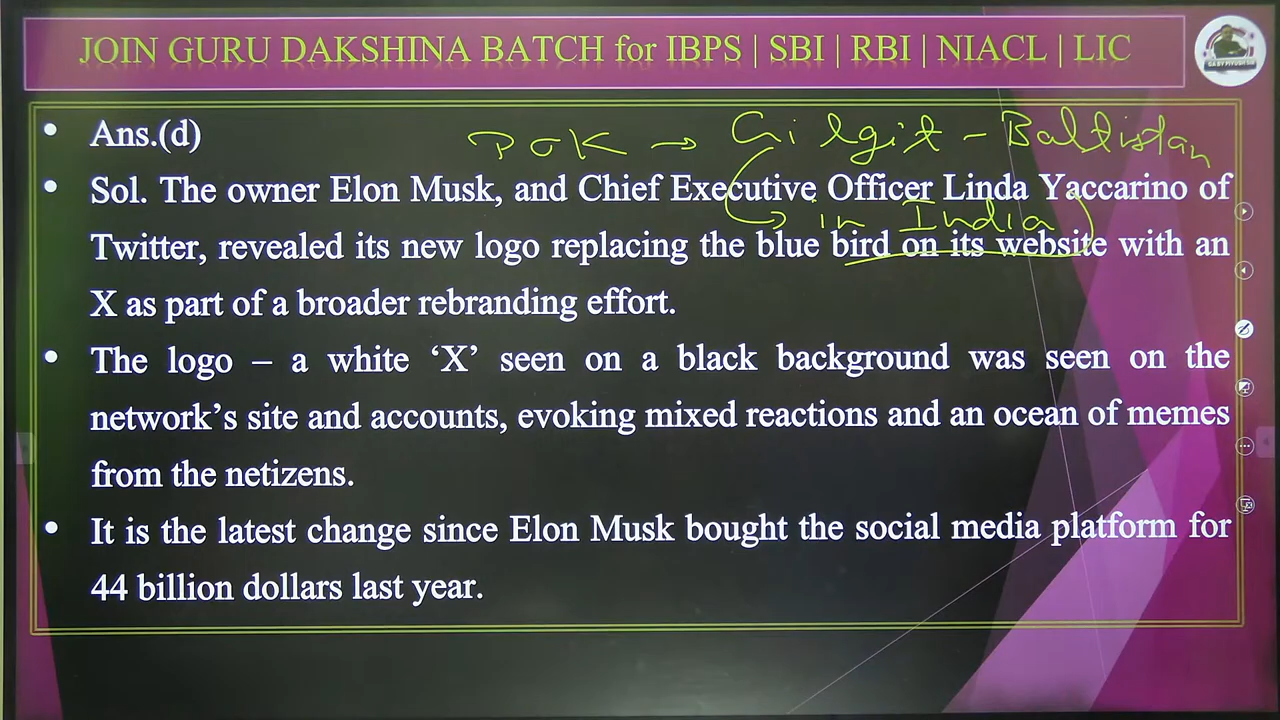 JOIN GURU DAKSHINA BATCH for IBPS | SBI | RBI | NIACL | LIC
• Ans.(d)
POK → Gilgit - Baltistan
• Sol. The owner Elon Musk, and Chief Executive Officer Linda Yaccarino of
in India
Twitter, revealed its new logo replacing the blue bird on its website with an
X as part of a broader rebranding effort.
• The logo – a white ‘X’ seen on a black background was seen on the
network’s site and accounts, evoking mixed reactions and an ocean of memes
from the netizens.
• It is the latest change since Elon Musk bought the social media platform for
44 billion dollars last year.